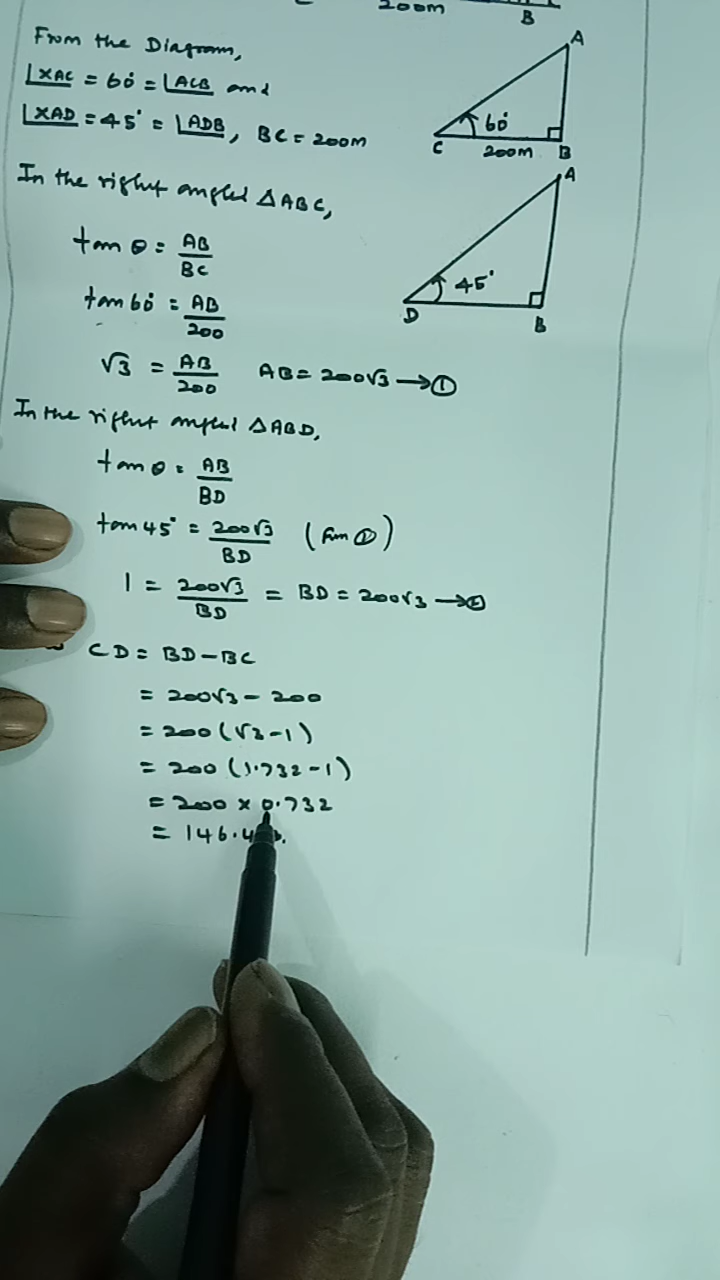 200m
B
From the Diagram,
∠XAC = 60° = ∠ACB and
∠XAD = 45° = ∠ADB, BC = 200m
A
60°
C 200m B
In the right angled △ABC,
tan θ = AB/BC
tan 60° = AB/200
√3 = AB/200 AB = 200√3 → ①
A
45°
D B
In the right angled △ABD,
tan θ = AB/BD
tan 45° = 200√3/BD (from ①)
1 = 200√3/BD = BD = 200√3 → ②
CD = BD - BC
= 200√3 - 200
= 200(√3-1)
= 200 (1.732-1)
= 200 × 0.732
= 146.4